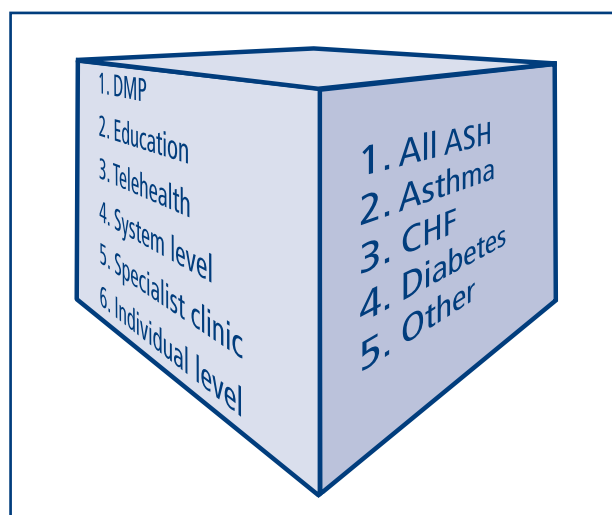 1. DMP
2. Education
3. Telehealth
4. System level
5. Specialist clinic
6. Individual level
1. All ASH
2. Asthma
3. CHF
4. Diabetes
5. Other